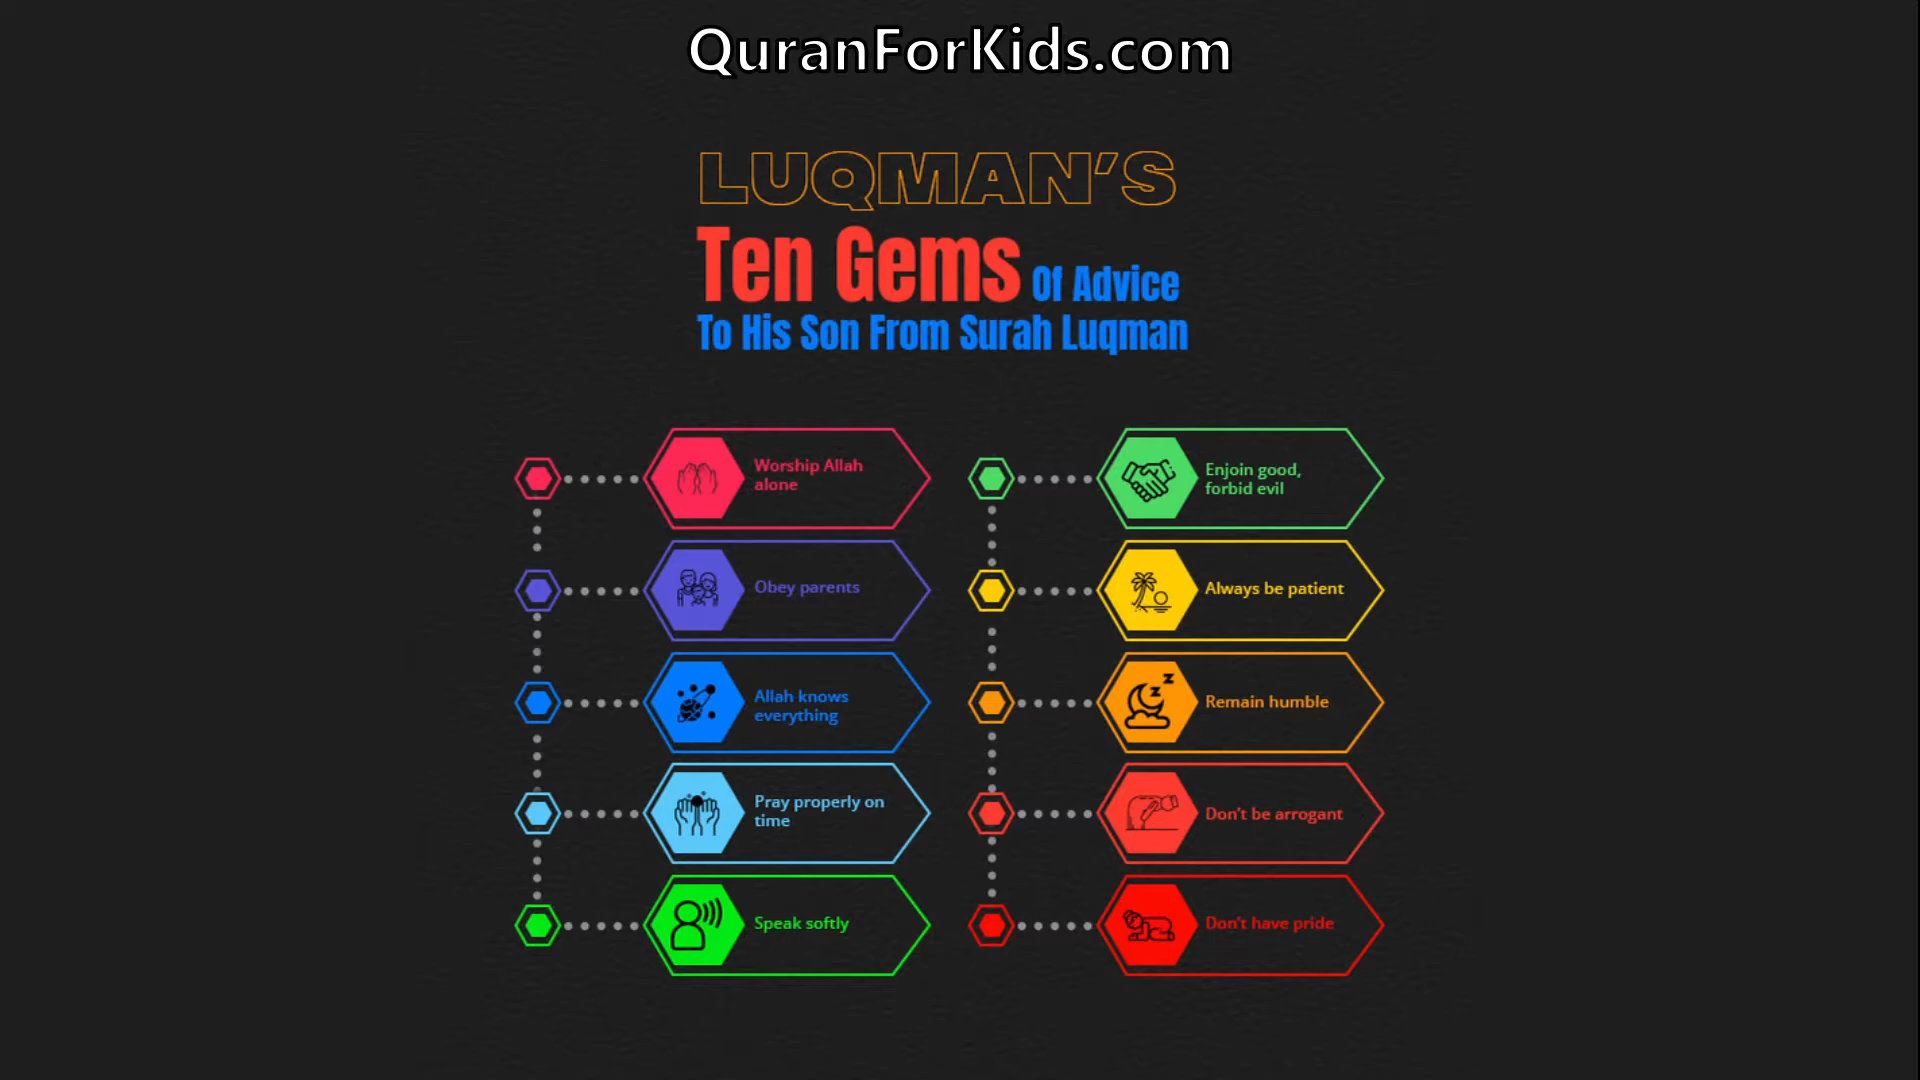 QuranForKids.com
LUQMAN'S
Ten Gems Of Advice
To His Son From Surah Luqman
Worship Allah
alone
Obey parents
Allah knows
everything
Pray properly on
time
Speak softly
Enjoin good,
forbid evil
Always be patient
Remain humble
Don't be arrogant
Don't have pride